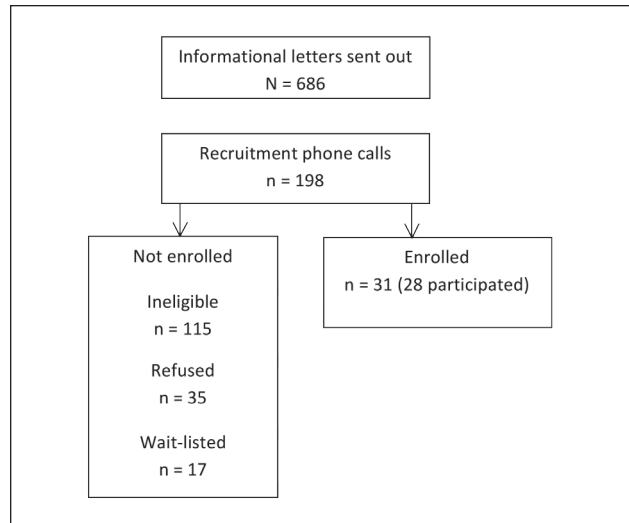 Informational letters sent out
N = 686
Recruitment phone calls
n = 198
Not enrolled
Ineligible
n = 115
Refused
n = 35
Wait-listed
n = 17
Enrolled
n = 31 (28 participated)